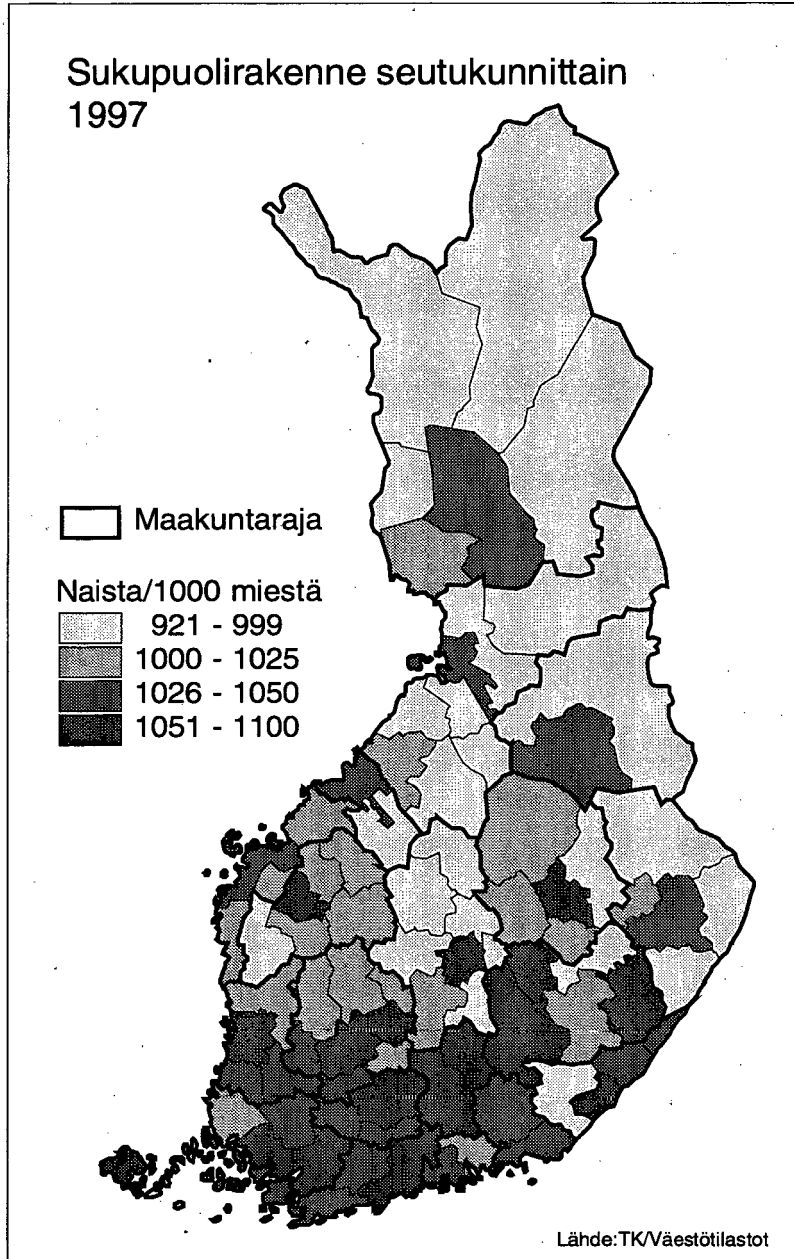 Sukupuolirakenne seutukunnittain
1997
Maakuntaraja
Naista/1000 miestä
921 - 999
1000 - 1025
1026 - 1050
1051 - 1100
Lähde:TK/Väestötilastot